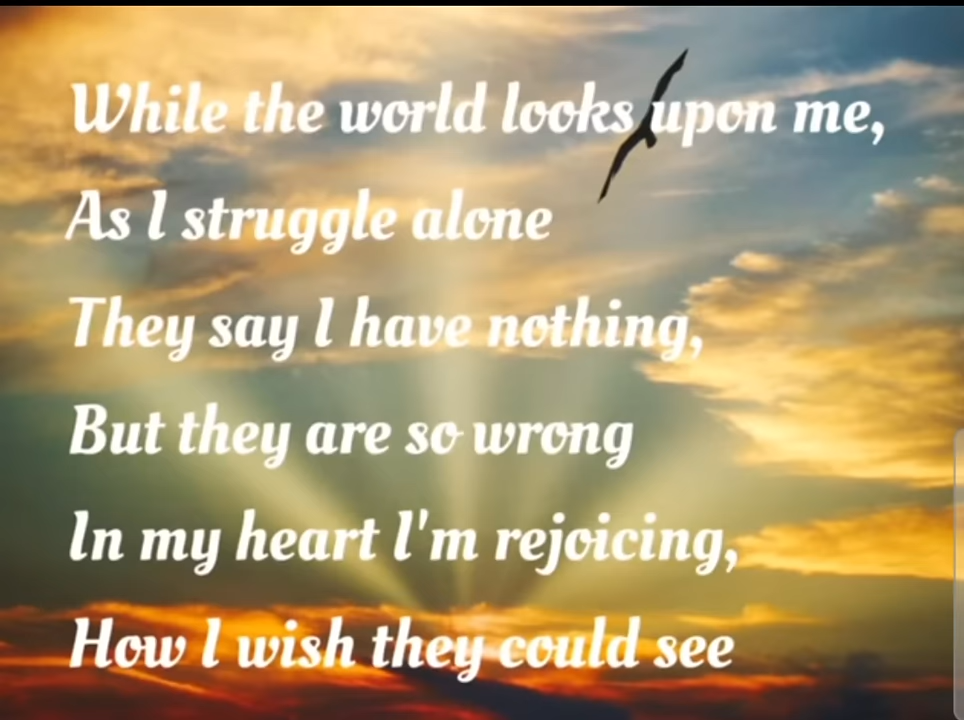 While the world looks upon me,
As I struggle alone
They say I have nothing,
But they are so wrong
In my heart I'm rejoicing,
How I wish they could see